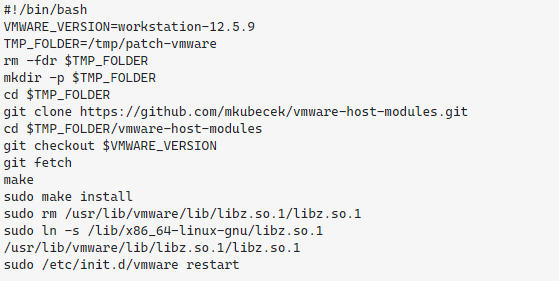 #!/bin/bash
VMWARE_VERSION=workstation-12.5.9
TMP_FOLDER=/tmp/patch-vmware
rm -fdr $TMP_FOLDER
mkdir -p $TMP_FOLDER
cd $TMP_FOLDER
git clone https://github.com/mkubecek/vmware-host-modules.git
cd $TMP_FOLDER/vmware-host-modules
git checkout $VMWARE_VERSION
git fetch
make
sudo make install
sudo rm /usr/lib/vmware/lib/libz.so.1/libz.so.1
sudo ln -s /lib/x86_64-linux-gnu/libz.so.1
/usr/lib/vmware/lib/libz.so.1/libz.so.1
sudo /etc/init.d/vmware restart